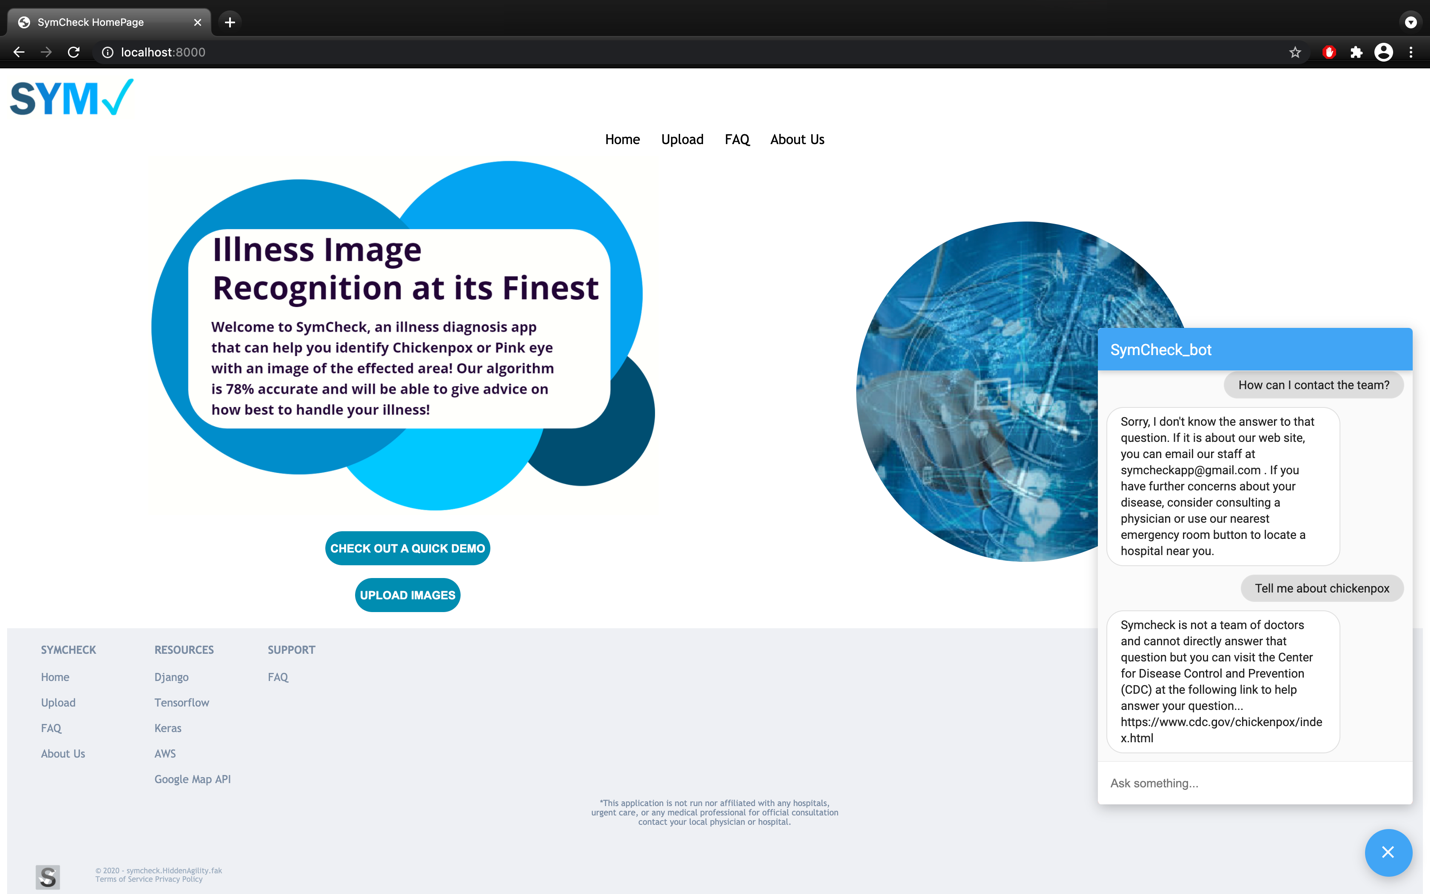 SymCheck HomePage
localhost:8000
SYM
Home Upload FAQ About Us
Illness Image
Recognition at its Finest
Welcome to SymCheck, an illness diagnosis app
that can help you identify Chickenpox or Pink eye
with an image of the effected area! Our algorithm
is 78% accurate and will be able to give advice on
how best to handle your illness!
CHECK OUT A QUICK DEMO
UPLOAD IMAGES
SymCheck_bot
How can I contact the team?
Sorry, I don't know the answer to that
question. If it is about our web site,
you can email our staff at
symcheckapp@gmail.com . If you
have further concerns about your
disease, consider consulting a
physician or use our nearest
emergency room button to locate a
hospital near you.
Tell me about chickenpox
Symcheck is not a team of doctors
and cannot directly answer that
question but you can visit the Center
for Disease Control and Prevention
(CDC) at the following link to help
answer your question...
https://www.cdc.gov/chickenpox/inde
x.html
Ask something...
SYMCHECK
Home
Upload
FAQ
About Us
RESOURCES
Django
Tensorflow
Keras
AWS
Google Map API
SUPPORT
FAQ
*This application is not run nor affiliated with any hospitals,
urgent care, or any medical professional for official consultation
contact your local physician or hospital.
S
© 2020 - symcheck.HiddenAgility.fak
Terms of Service Privacy Policy